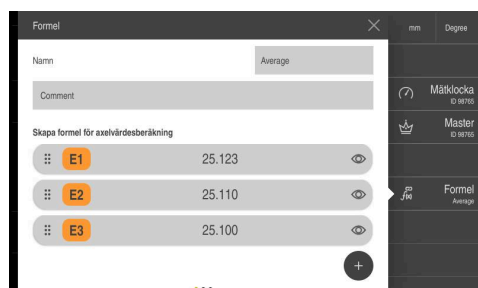 Formel
mm Degree
Namn Average
Comment
Skapa formel för axelvärdesberäkning
E1 25.123
E2 25.110
E3 25.100
+
Mätklocka
ID 98765
Master
ID 98765
Formel
Average